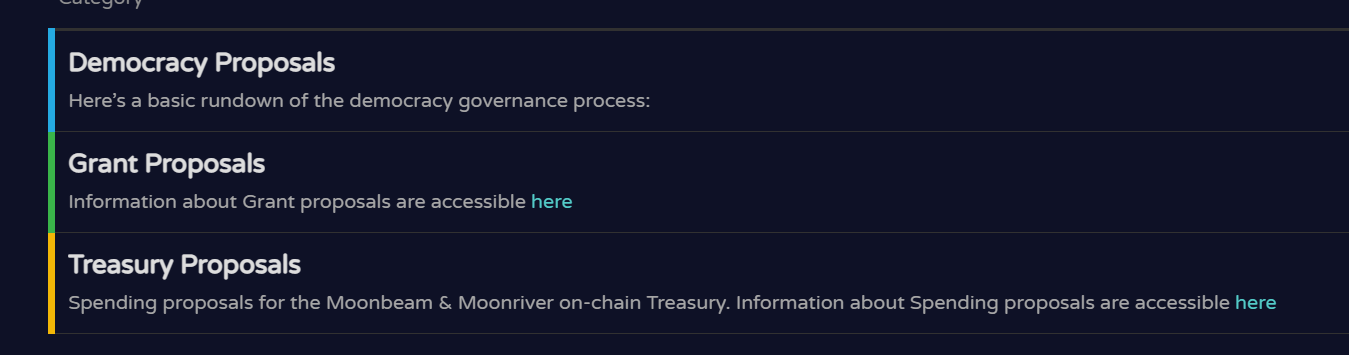 Category
Democracy Proposals
Here’s a basic rundown of the democracy governance process:
Grant Proposals
Information about Grant proposals are accessible here
Treasury Proposals
Spending proposals for the Moonbeam & Moonriver on-chain Treasury. Information about Spending proposals are accessible here